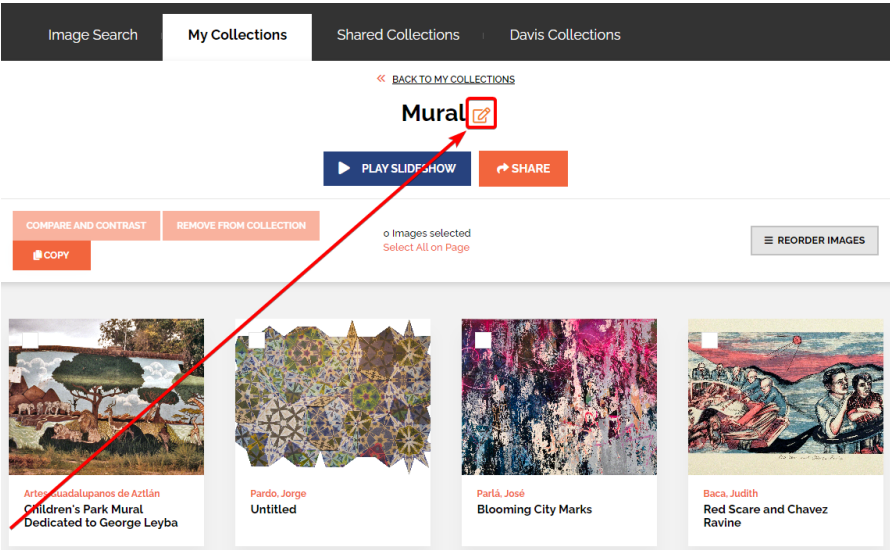 Image Search
My Collections
Shared Collections
Davis Collections
BACK TO MY COLLECTIONS
Mural
PLAY SLIDESHOW
SHARE
COMPARE AND CONTRAST
REMOVE FROM COLLECTION
COPY
0 Images selected
Select All on Page
REORDER IMAGES
Artes Guadalupanos de Aztlán
Children's Park Mural
Dedicated to George Leyba
Pardo, Jorge
Untitled
Parlá, José
Blooming City Marks
Baca, Judith
Red Scare and Chavez
Ravine